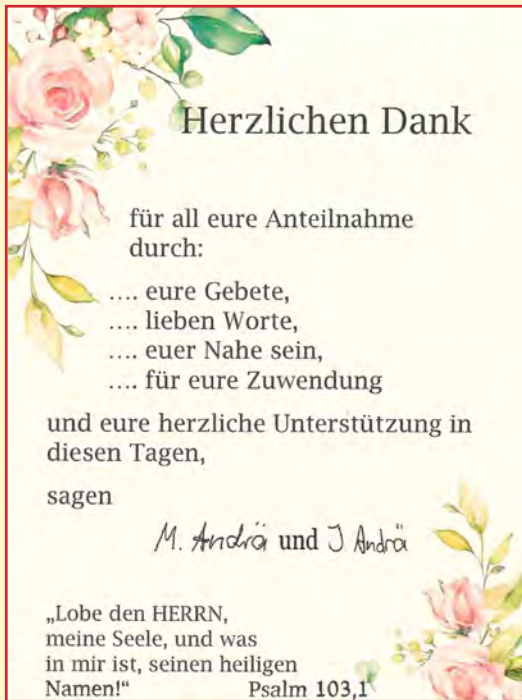 Herzlichen Dank
für all eure Anteilnahme
durch:
.... eure Gebete,
.... lieben Worte,
.... euer Nahe sein,
.... für eure Zuwendung
und eure herzliche Unterstützung in
diesen Tagen,
sagen
M. Andrä und J Andrä
„Lobe den HERRN,
meine Seele, und was
in mir ist, seinen heiligen
Namen!“ Psalm 103,1